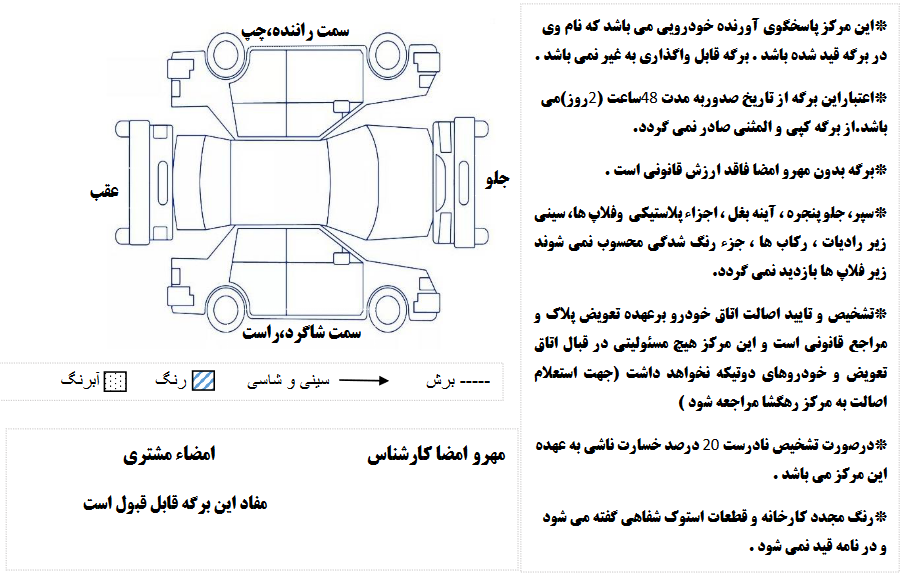 ❊این مرکز پاسخگوی آورنده خودرویی می باشد که نام وی
در برگه قید شده باشد . برگه قابل واگذاری به غیر نمی باشد .
❊اعتباراین برگه از تاریخ صدوربه مدت 48ساعت (2روز)می
باشد.از برگه کپی و المثنی صادر نمی گردد.
❊برگه بدون مهرو امضا فاقد ارزش قانونی است .
❊سپر، جلو پنجره ، آینه بغل ، اجزاء پلاستیکی وفلاپ ها، سینی
زیر رادیات ، رکاب ها ، جزء رنگ شدگی محسوب نمی شوند
زیر فلاپ ها بازدید نمی گردد.
❊تشخیص و تایید اصالت اتاق خودرو برعهده تعویض پلاک و
مراجع قانونی است و این مرکز هیچ مسئولیتی در قبال اتاق
تعویض و خودروهای دوتیکه نخواهد داشت (جهت استعلام
اصالت به مرکز رهگشا مراجعه شود )
❊درصورت تشخیص نادرست 20 درصد خسارت ناشی به عهده
این مرکز می باشد .
❊رنگ مجدد کارخانه و قطعات استوک شفاهی گفته می شود
و در نامه قید نمی شود .
سمت راننده،چپ
جلو
عقب
سمت شاگرد،راست
----- برش سینی و شاسی رنگ آبرنگ
مهرو امضا کارشناس امضاء مشتری
مفاد این برگه قابل قبول است